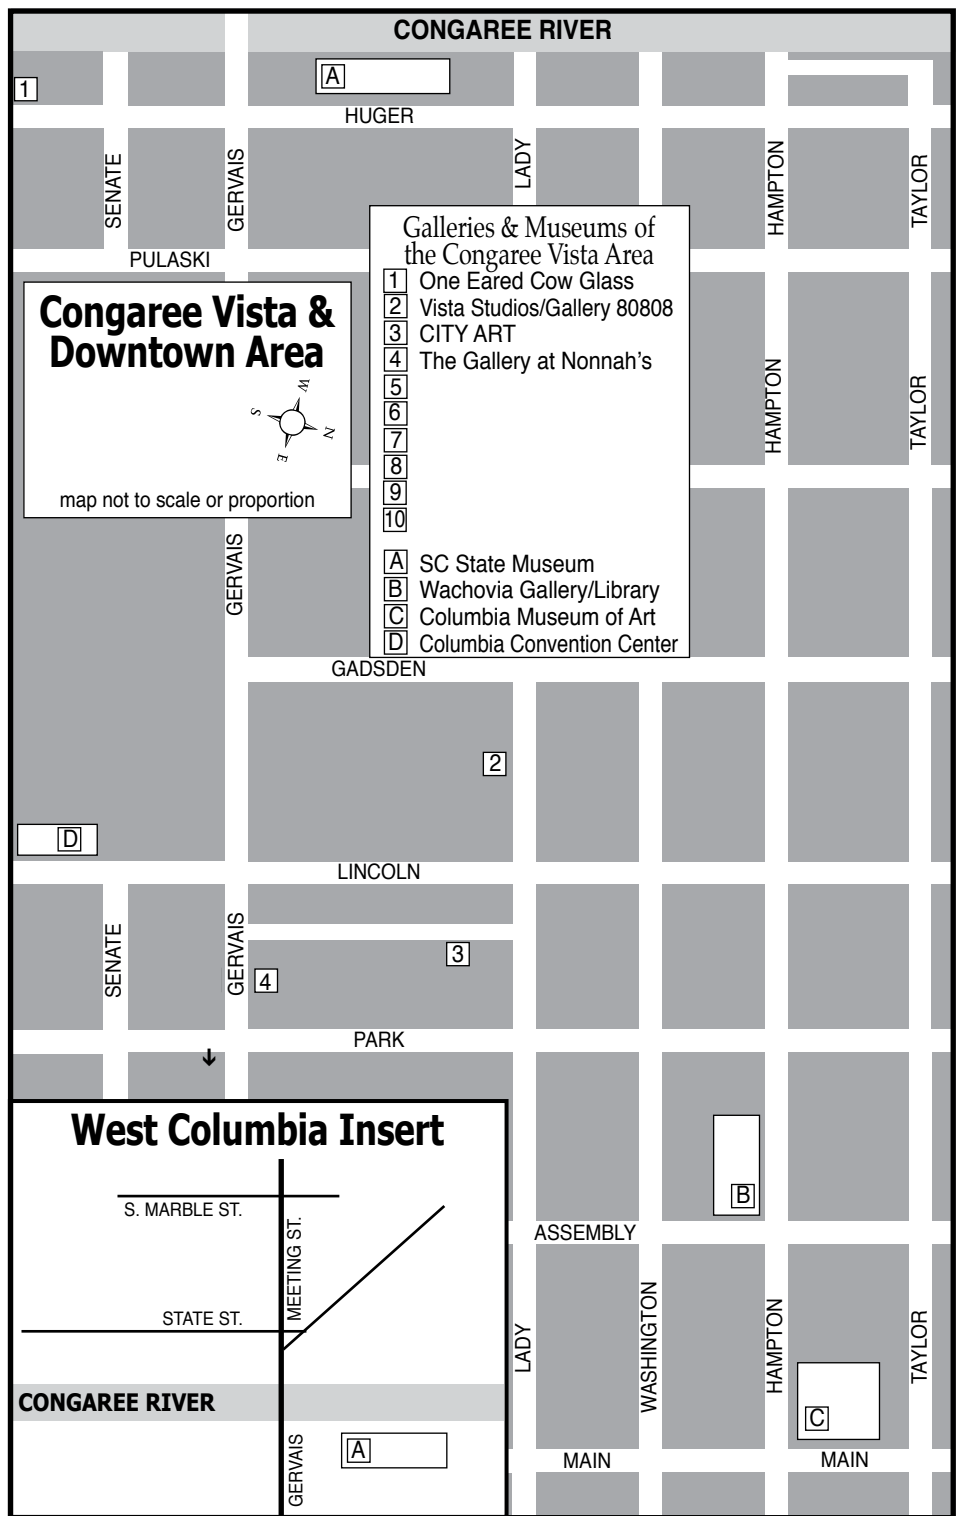 CONGAREE RIVER
1
A
HUGER
SENATE
GERVAIS
LADY
HAMPTON
TAYLOR
PULASKI
Galleries & Museums of
the Congaree Vista Area
1 One Eared Cow Glass
2 Vista Studios/Gallery 80808
3 CITY ART
4 The Gallery at Nonnah's
5
6
7
8
9
10
A SC State Museum
B Wachovia Gallery/Library
C Columbia Museum of Art
D Columbia Convention Center
Congaree Vista &
Downtown Area
W
S
N
E
map not to scale or proportion
HAMPTON
TAYLOR
GERVAIS
GADSDEN
2
D
LINCOLN
SENATE
GERVAIS
3
4
PARK
West Columbia Insert
S. MARBLE ST.
MEETING ST.
STATE ST.
CONGAREE RIVER
GERVAIS
A
B
ASSEMBLY
LADY
WASHINGTON
HAMPTON
TAYLOR
C
MAIN
MAIN